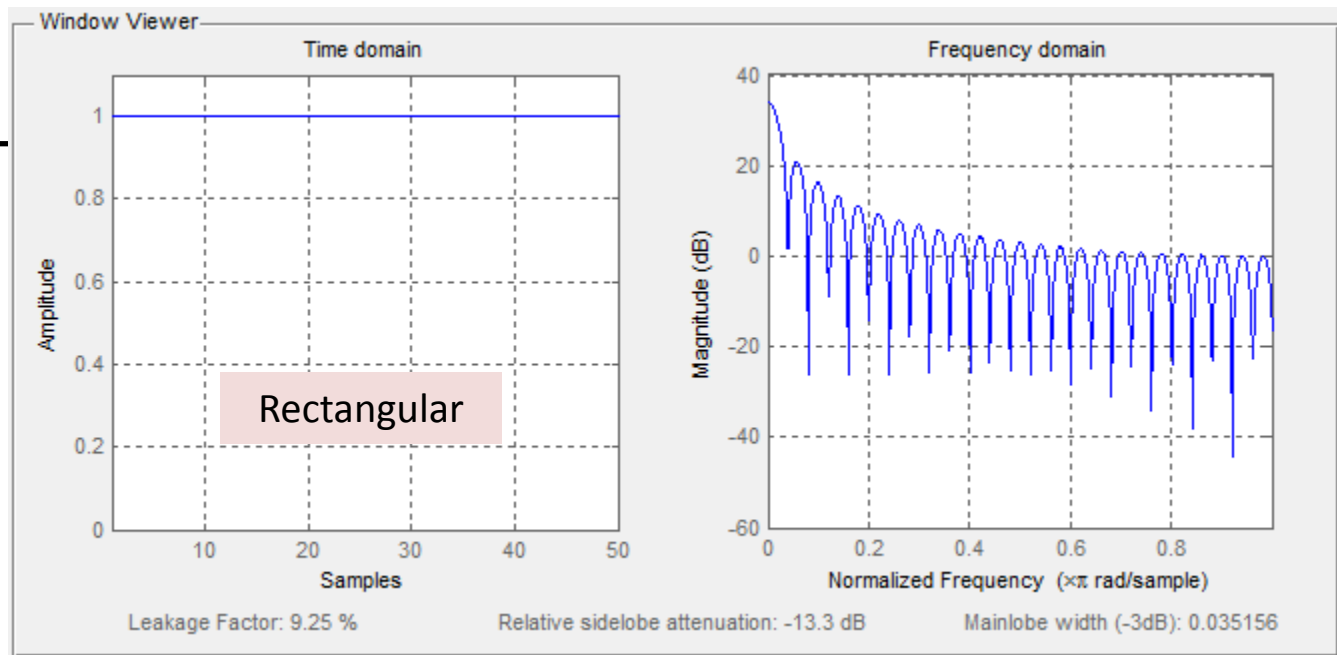 Window Viewer
Time domain
Frequency domain
Amplitude
1
0.8
0.6
0.4
0.2
0
10 20 30 40 50
Samples
Rectangular
Magnitude (dB)
40
20
0
-20
-40
-60
0 0.2 0.4 0.6 0.8
Normalized Frequency (×π rad/sample)
Leakage Factor: 9.25 %
Relative sidelobe attenuation: -13.3 dB
Mainlobe width (-3dB): 0.035156